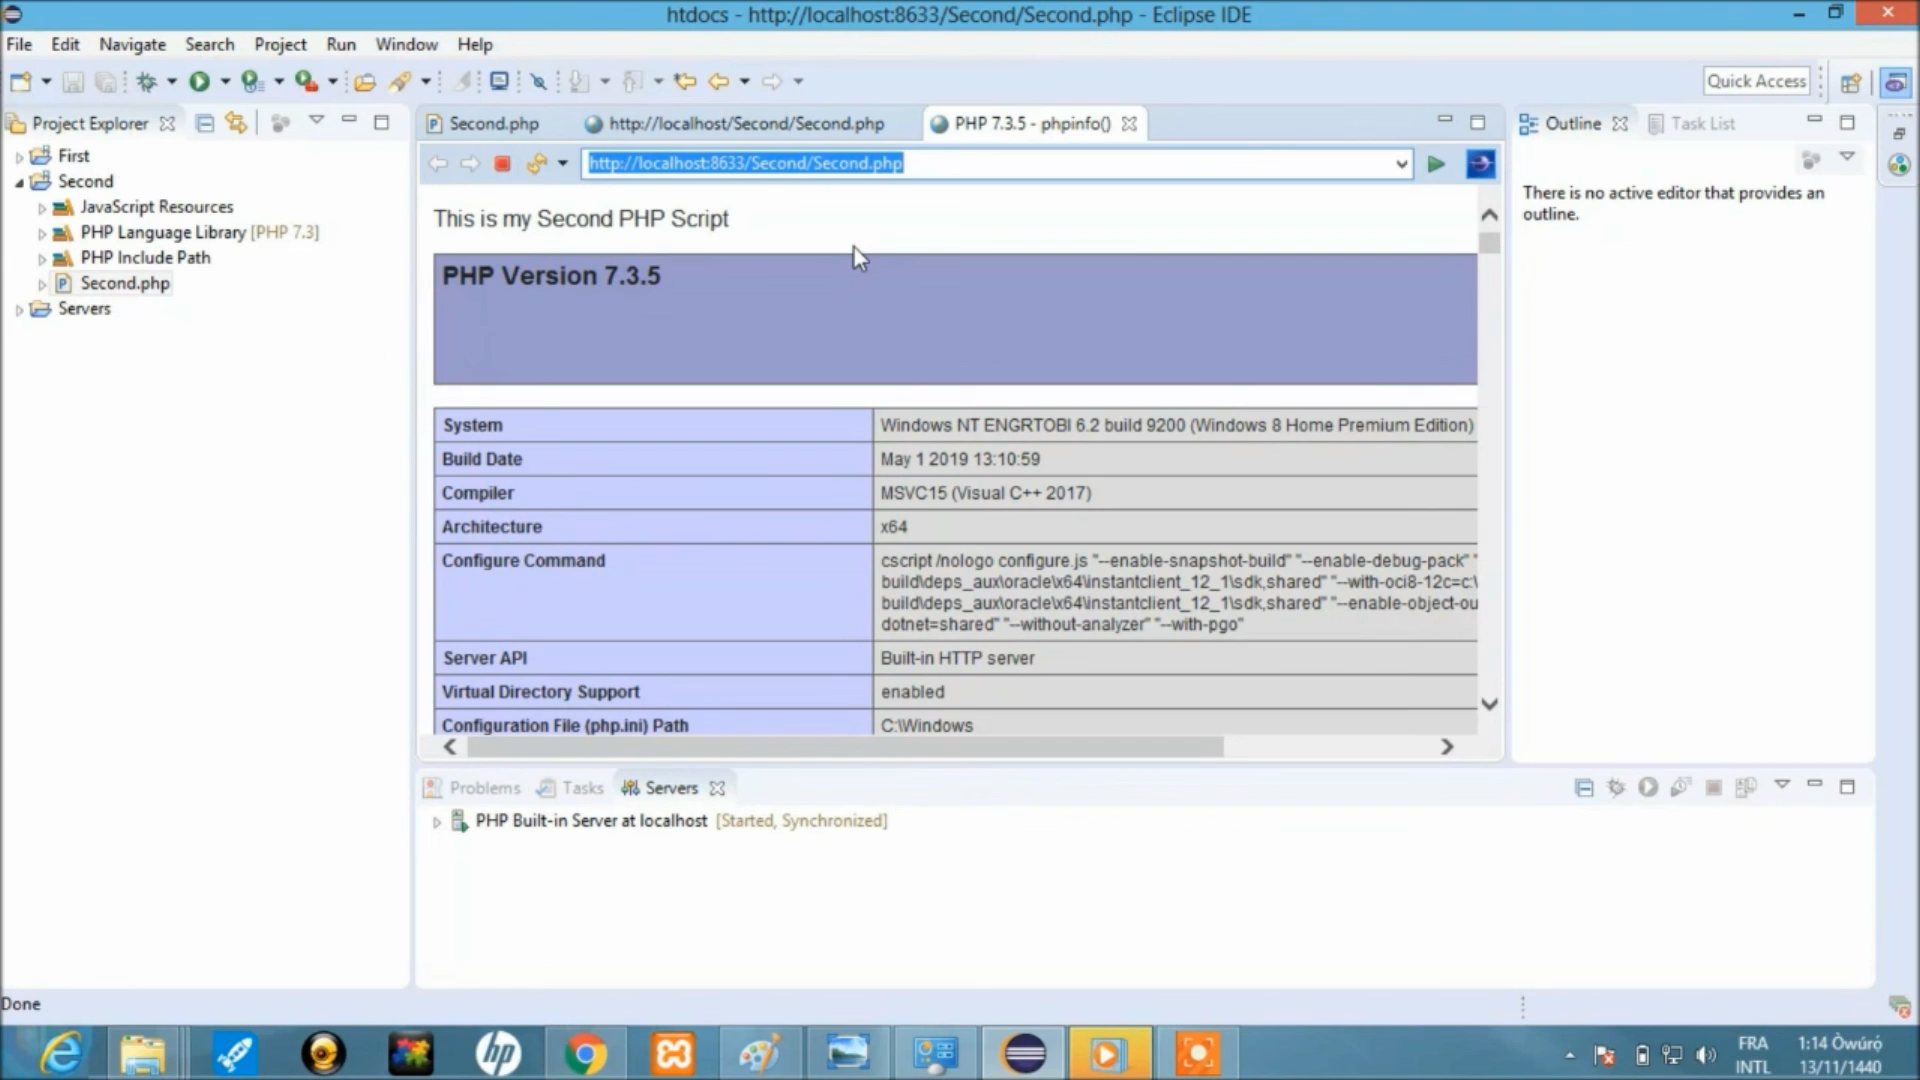 htdocs - http://localhost:8633/Second/Second.php - Eclipse IDE
File Edit Navigate Search Project Run Window Help
Quick Access
Project Explorer
First
Second
JavaScript Resources
PHP Language Library [PHP 7.3]
PHP Include Path
Second.php
Servers
Second.php http://localhost/Second/Second.php PHP 7.3.5 - phpinfo()
http://localhost:8633/Second/Second.php
This is my Second PHP Script
PHP Version 7.3.5
System Windows NT ENGRTOBI 6.2 build 9200 (Windows 8 Home Premium Edition)
Build Date May 1 2019 13:10:59
Compiler MSVC15 (Visual C++ 2017)
Architecture x64
Configure Command cscript /nologo configure.js "--enable-snapshot-build" "--enable-debug-pack" "
build\deps_aux\oracle\x64\instantclient_12_1\sdk,shared" "--with-oci8-12c=c:\
build\deps_aux\oracle\x64\instantclient_12_1\sdk,shared" "--enable-object-ou
dotnet=shared" "--without-analyzer" "--with-pgo"
Server API Built-in HTTP server
Virtual Directory Support enabled
Configuration File (php.ini) Path C:\Windows
Outline Task List
There is no active editor that provides an
outline.
Problems Tasks Servers
PHP Built-in Server at localhost [Started, Synchronized]
Done
hp
FRA
INTL
1:14 Òwúrọ́
13/11/1440